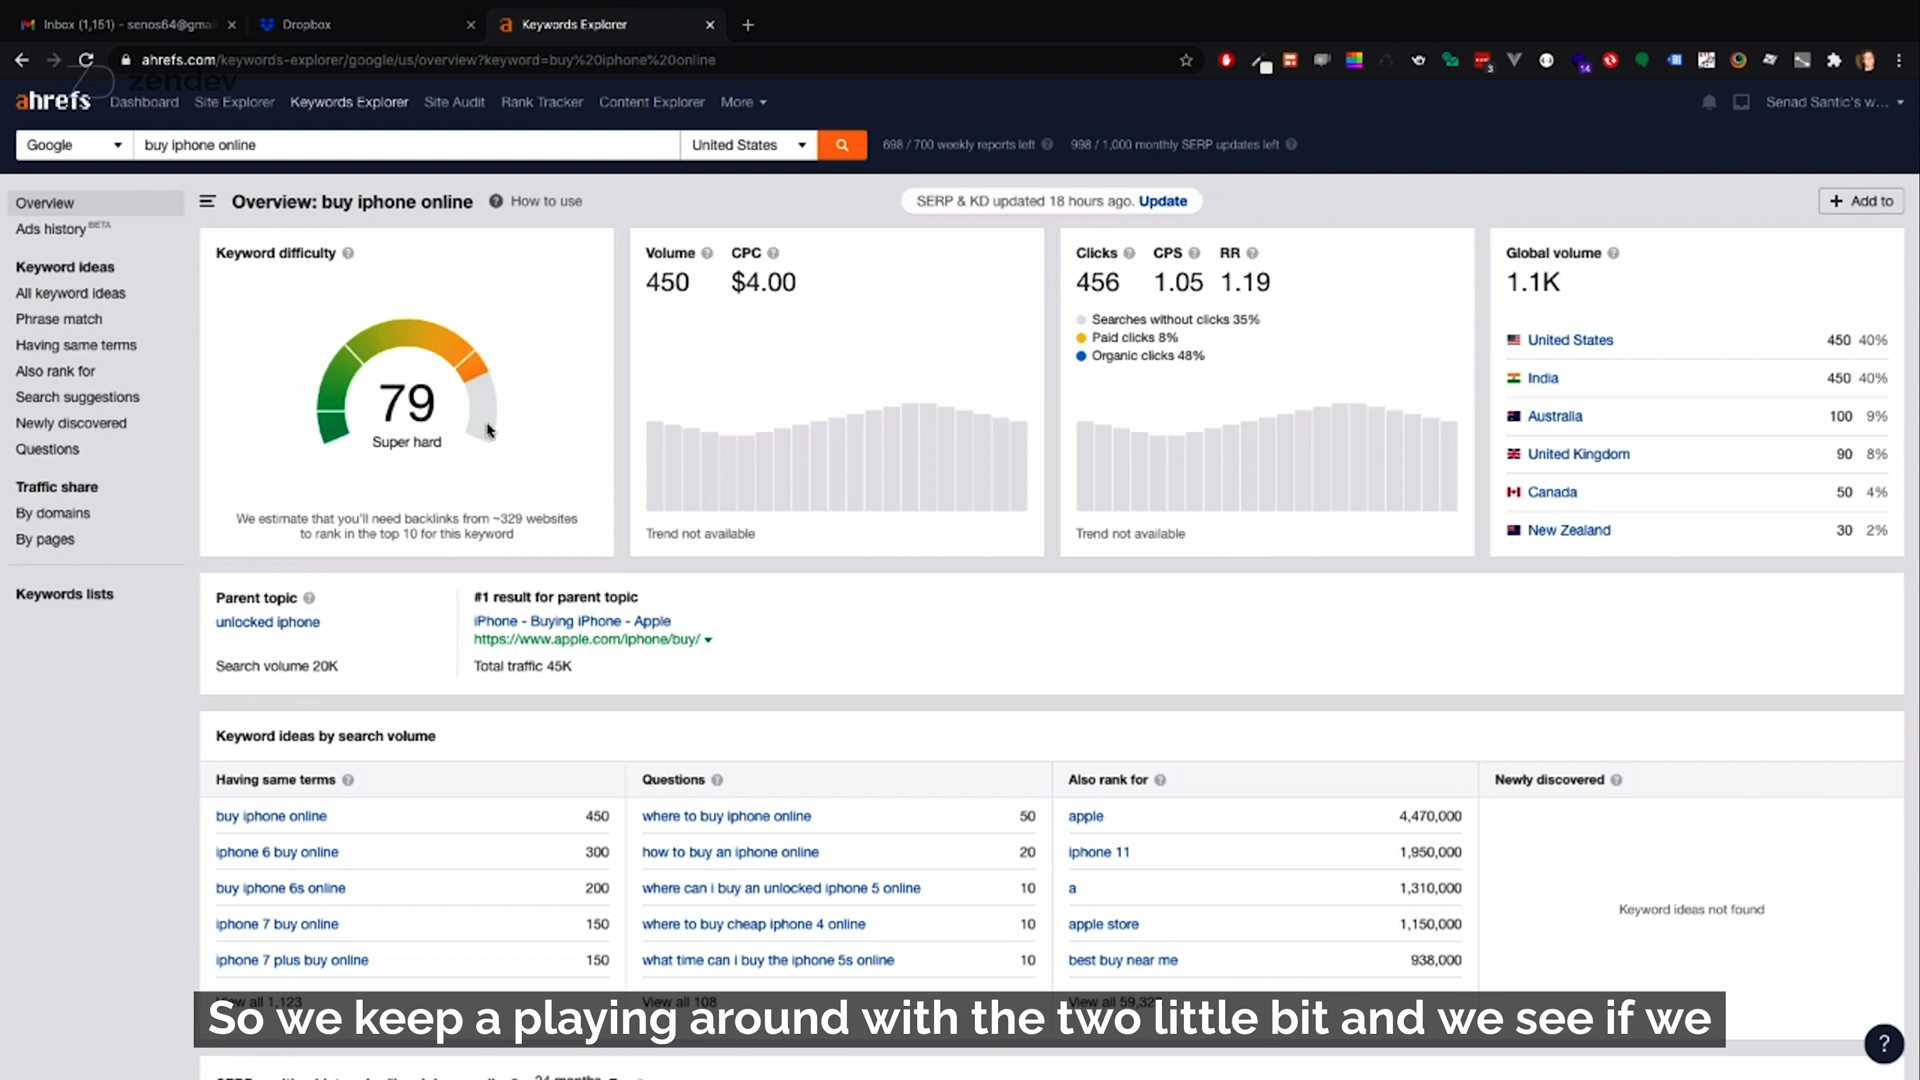 Inbox (1,151) - senos64@gmai
Dropbox
Keywords Explorer
ahrefs.com/keywords-explorer/google/us/overview?keyword=buy%20iphone%20online
zendev
ahrefs
Dashboard
Site Explorer
Keywords Explorer
Site Audit
Rank Tracker
Content Explorer
More
Senad Santic's w...
Google
buy iphone online
United States
698 / 700 weekly reports left
998 / 1,000 monthly SERP updates left
Overview
Ads history BETA
Keyword ideas
All keyword ideas
Phrase match
Having same terms
Also rank for
Search suggestions
Newly discovered
Questions
Traffic share
By domains
By pages
Keywords lists
Overview: buy iphone online
How to use
SERP & KD updated 18 hours ago. Update
+ Add to
Keyword difficulty
79
Super hard
We estimate that you'll need backlinks from ~329 websites
to rank in the top 10 for this keyword
Volume
CPC
450
$4.00
Trend not available
Clicks
CPS
RR
456
1.05
1.19
Searches without clicks 35%
Paid clicks 8%
Organic clicks 48%
Trend not available
Global volume
1.1K
United States 450 40%
India 450 40%
Australia 100 9%
United Kingdom 90 8%
Canada 50 4%
New Zealand 30 2%
Parent topic
unlocked iphone
Search volume 20K
#1 result for parent topic
iPhone - Buying iPhone - Apple
https://www.apple.com/iphone/buy/
Total traffic 45K
Keyword ideas by search volume
Having same terms
buy iphone online 450
iphone 6 buy online 300
buy iphone 6s online 200
iphone 7 buy online 150
iphone 7 plus buy online 150
View all 1,123
Questions
where to buy iphone online 50
how to buy an iphone online 20
where can i buy an unlocked iphone 5 online 10
where to buy cheap iphone 4 online 10
what time can i buy the iphone 5s online 10
View all 108
Also rank for
apple 4,470,000
iphone 11 1,950,000
a 1,310,000
apple store 1,150,000
best buy near me 938,000
View all
Newly discovered
Keyword ideas not found
So we keep a playing around with the two little bit and we see if we
?
24 months